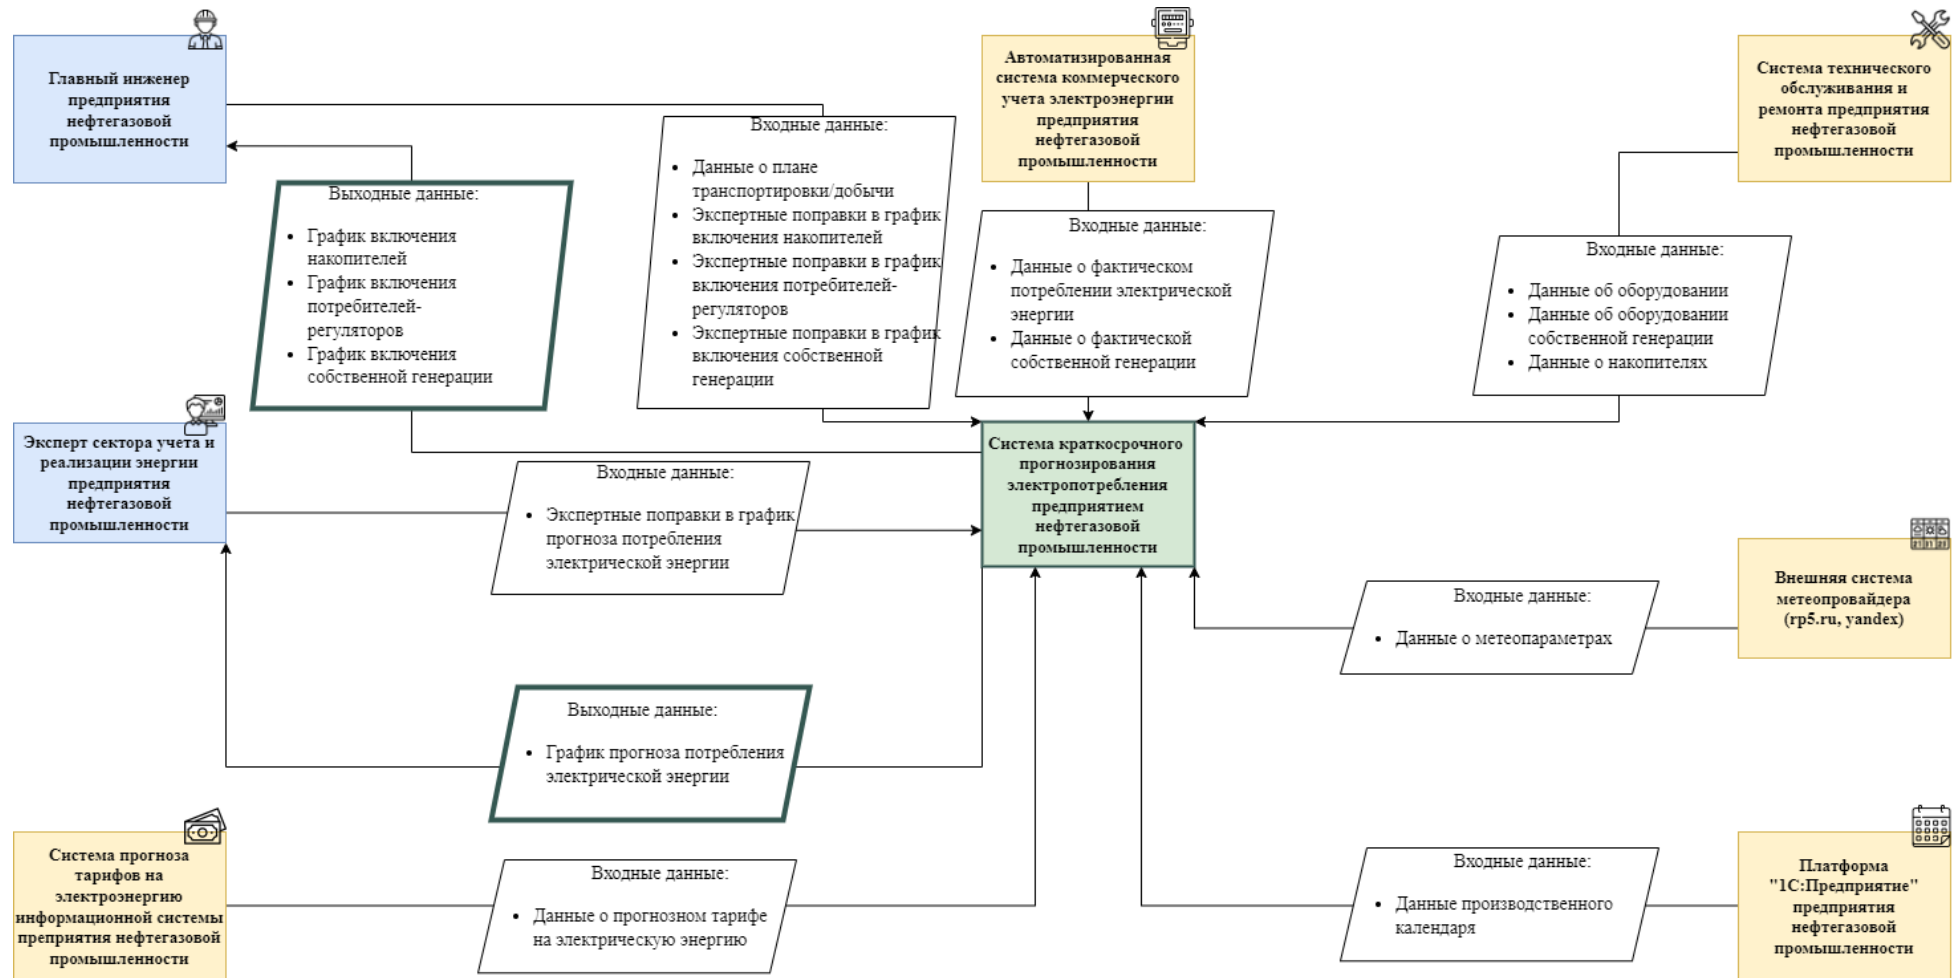 Главный инженер
предприятия
нефтегазовой
промышленности
Выходные данные:
График включения
накопителей
График включения
потребителей-
регуляторов
График включения
собственной генерации
Входные данные:
Данные о плане
транспортировки/добычи
Экспертные поправки в график
включения накопителей
Экспертные поправки в график
включения потребителей-
регуляторов
Экспертные поправки в график
включения собственной
генерации
Автоматизированная
система коммерческого
учета электроэнергии
предприятия
нефтегазовой
промышленности
Входные данные:
Данные о фактическом
потреблении электрической
энергии
Данные о фактической
собственной генерации
Система технического
обслуживания и
ремонта предприятия
нефтегазовой
промышленности
Входные данные:
Данные об оборудовании
Данные об оборудовании
собственной генерации
Данные о накопителях
Эксперт сектора учета и
реализации энергии
предприятия
нефтегазовой
промышленности
Входные данные:
Экспертные поправки в график
прогноза потребления
электрической энергии
Система краткосрочного
прогнозирования
электропотребления
предприятием
нефтегазовой
промышленности
Внешняя система
метеопровайдера
(rp5.ru, yandex)
Входные данные:
Данные о метеопараметрах
Выходные данные:
График прогноза потребления
электрической энергии
Система прогноза
тарифов на
электроэнергию
информационной системы
преприятия нефтегазовой
промышленности
Входные данные:
Данные о прогнозном тарифе
на электрическую энергию
Входные данные:
Данные производственного
календаря
Платформа
"1С:Предприятие"
предприятия
нефтегазовой
промышленности